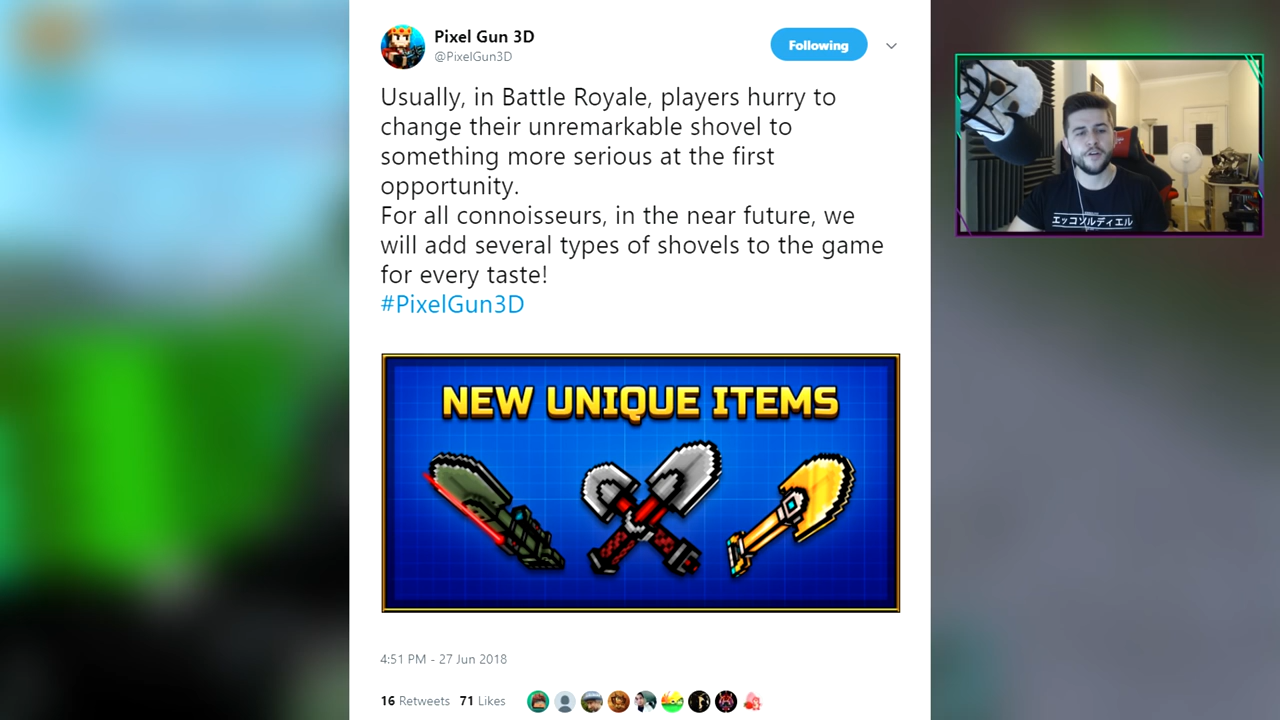 Pixel Gun 3D
@PixelGun3D
Following
Usually, in Battle Royale, players hurry to
change their unremarkable shovel to
something more serious at the first
opportunity.
For all connoisseurs, in the near future, we
will add several types of shovels to the game
for every taste!
#PixelGun3D
NEW UNIQUE ITEMS
4:51 PM - 27 Jun 2018
16 Retweets 71 Likes
エッコゾルディエル